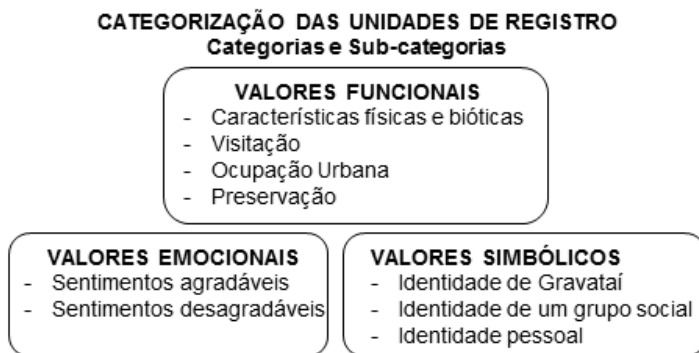 CATEGORIZAÇÃO DAS UNIDADES DE REGISTRO
Categorias e Sub-categorias
VALORES FUNCIONAIS
- Características físicas e bióticas
- Visitação
- Ocupação Urbana
- Preservação
VALORES EMOCIONAIS
- Sentimentos agradáveis
- Sentimentos desagradáveis
VALORES SIMBÓLICOS
- Identidade de Gravataí
- Identidade de um grupo social
- Identidade pessoal